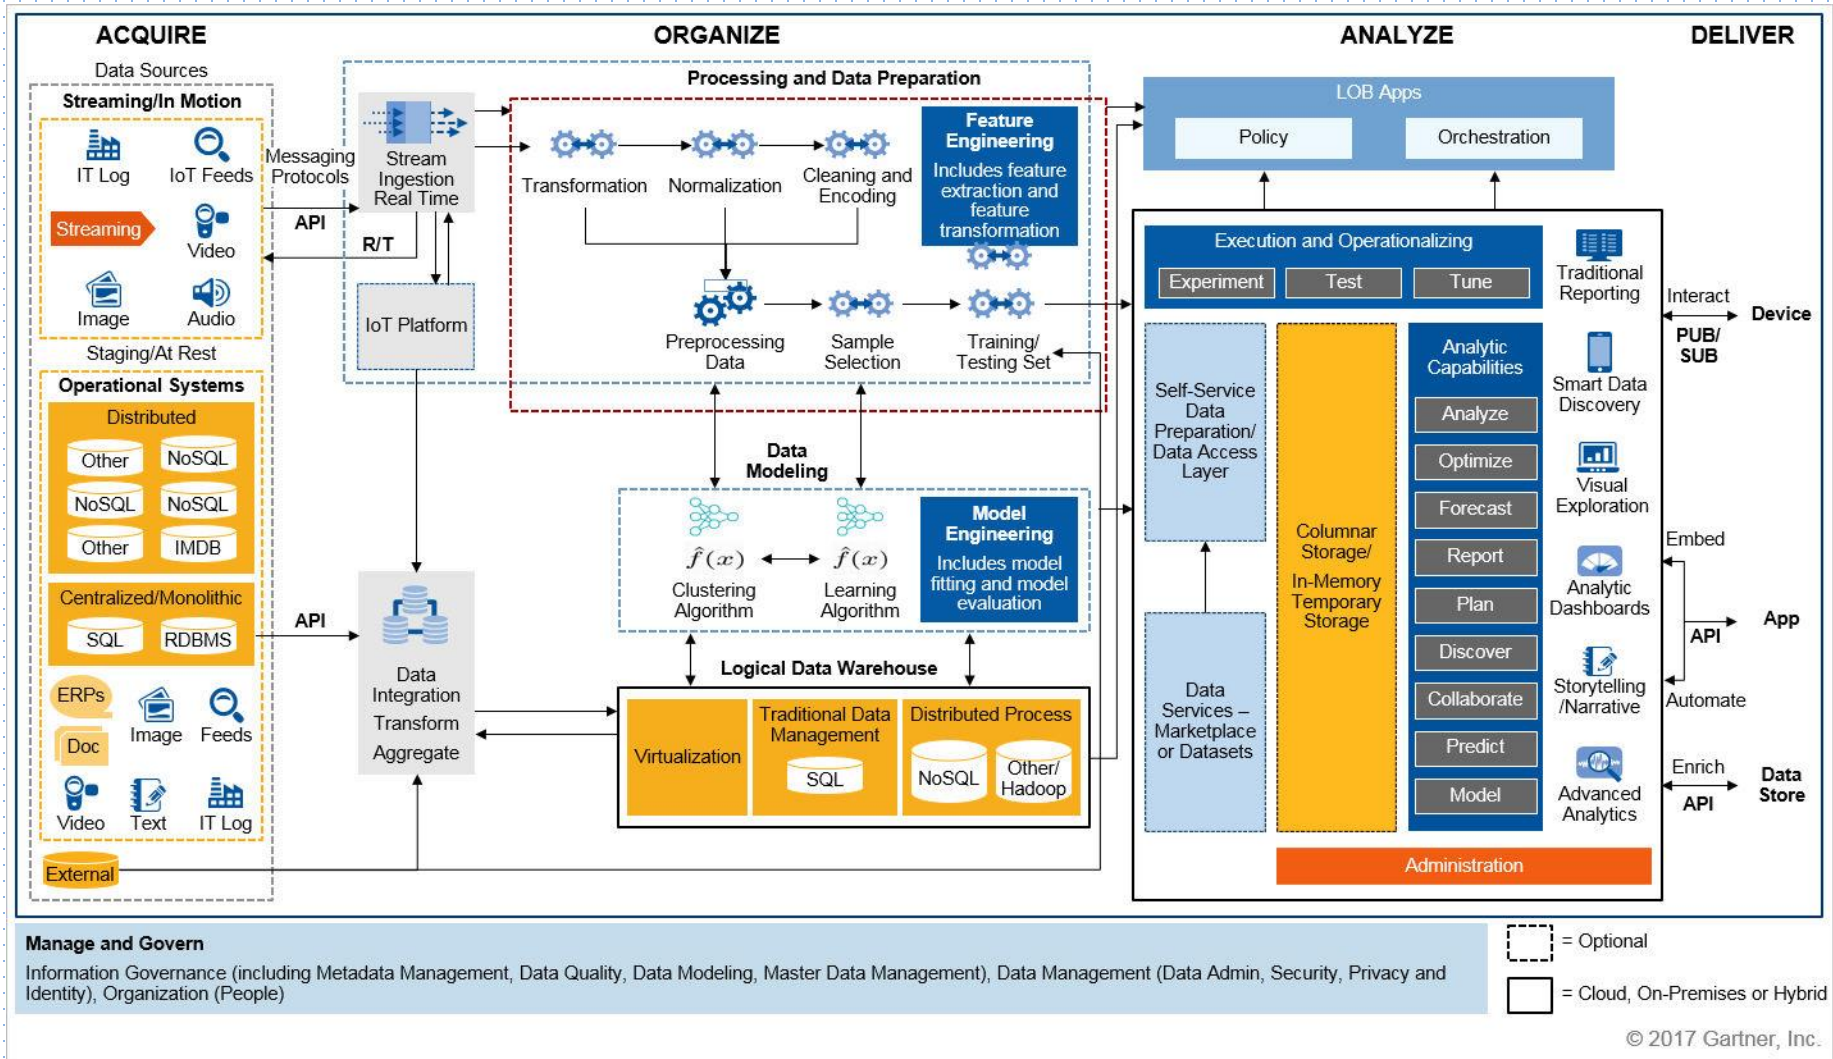 ACQUIRE
ORGANIZE
ANALYZE
DELIVER
Data Sources
Streaming/In Motion
IT Log
IoT Feeds
Streaming
Video
Image
Audio
Staging/At Rest
Operational Systems
Distributed
Other
NoSQL
NoSQL
NoSQL
Other
IMDB
Centralized/Monolithic
SQL
RDBMS
ERPs
Doc
Image
Feeds
Video
Text
IT Log
External
Messaging
Protocols
API
R/T
API
Processing and Data Preparation
Stream
Ingestion
Real Time
IoT Platform
Transformation
Normalization
Cleaning and
Encoding
Feature
Engineering
Includes feature
extraction and
feature
transformation
Preprocessing
Data
Sample
Selection
Training/
Testing Set
Data
Modeling
f̂(x)
Clustering
Algorithm
f̂(x)
Learning
Algorithm
Model
Engineering
Includes model
fitting and model
evaluation
Data
Integration
Transform
Aggregate
Logical Data Warehouse
Virtualization
Traditional Data
Management
SQL
Distributed Process
NoSQL
Other/
Hadoop
LOB Apps
Policy
Orchestration
Execution and Operationalizing
Experiment
Test
Tune
Self-Service
Data
Preparation/
Data Access
Layer
Data
Services –
Marketplace
or Datasets
Columnar
Storage/
In-Memory
Temporary
Storage
Analytic
Capabilities
Analyze
Optimize
Forecast
Report
Plan
Discover
Collaborate
Predict
Model
Traditional
Reporting
Smart Data
Discovery
Visual
Exploration
Analytic
Dashboards
Storytelling
/Narrative
Advanced
Analytics
Administration
Interact
PUB/
SUB
Device
Embed
API
Automate
App
Enrich
API
Data
Store
Manage and Govern
Information Governance (including Metadata Management, Data Quality, Data Modeling, Master Data Management), Data Management (Data Admin, Security, Privacy and
Identity), Organization (People)
= Optional
= Cloud, On-Premises or Hybrid
© 2017 Gartner, Inc.